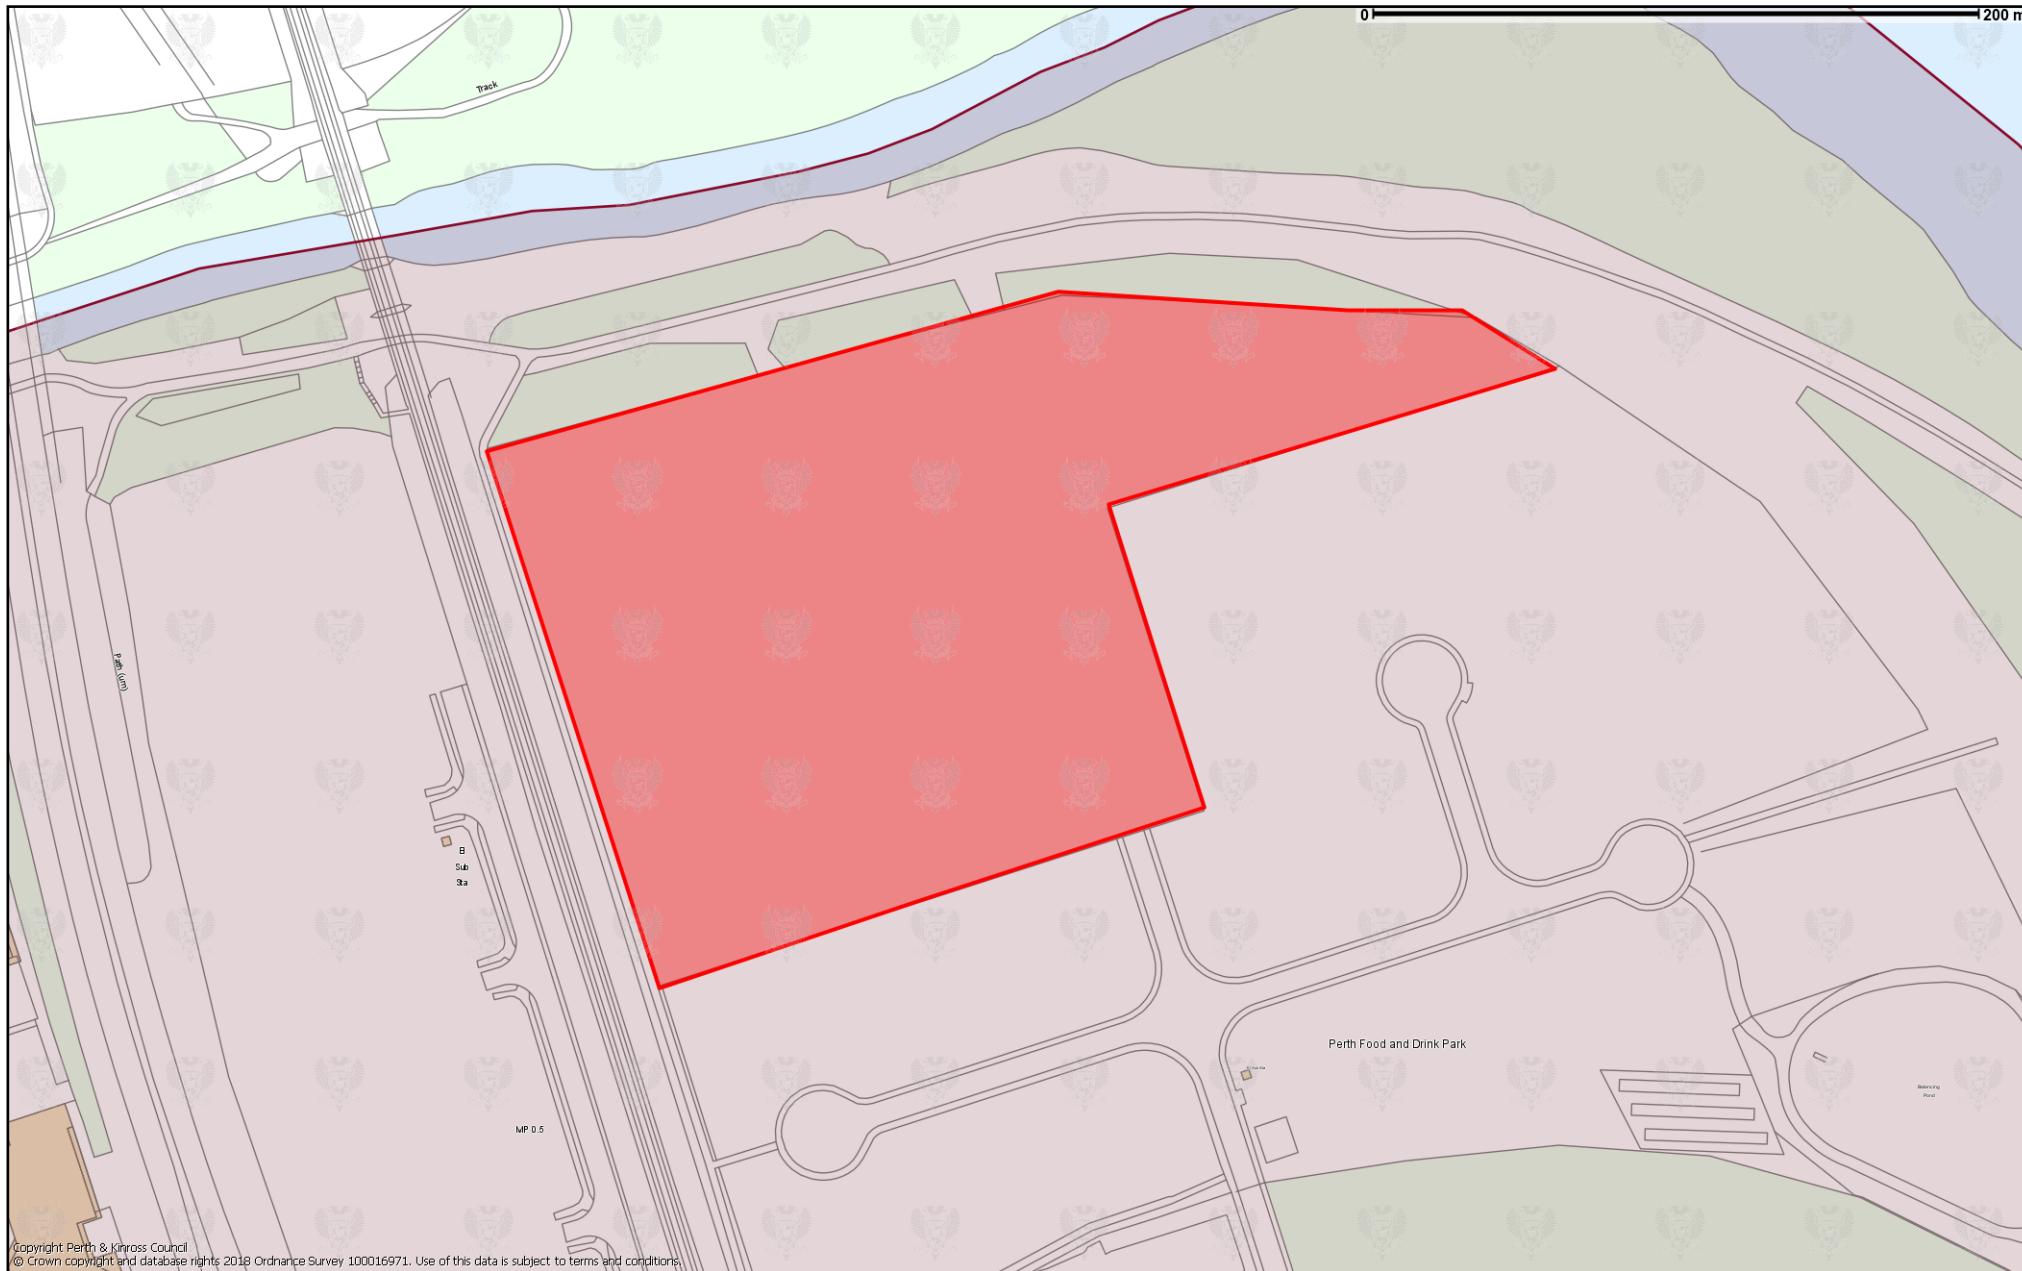 0 200 m
Track
Path (um)
El
Sub
Sta
Perth Food and Drink Park
Balancing
Pond
MP 0.5
Copyright Perth & Kinross Council
© Crown copyright and database rights 2018 Ordnance Survey 100016971. Use of this data is subject to terms and conditions.